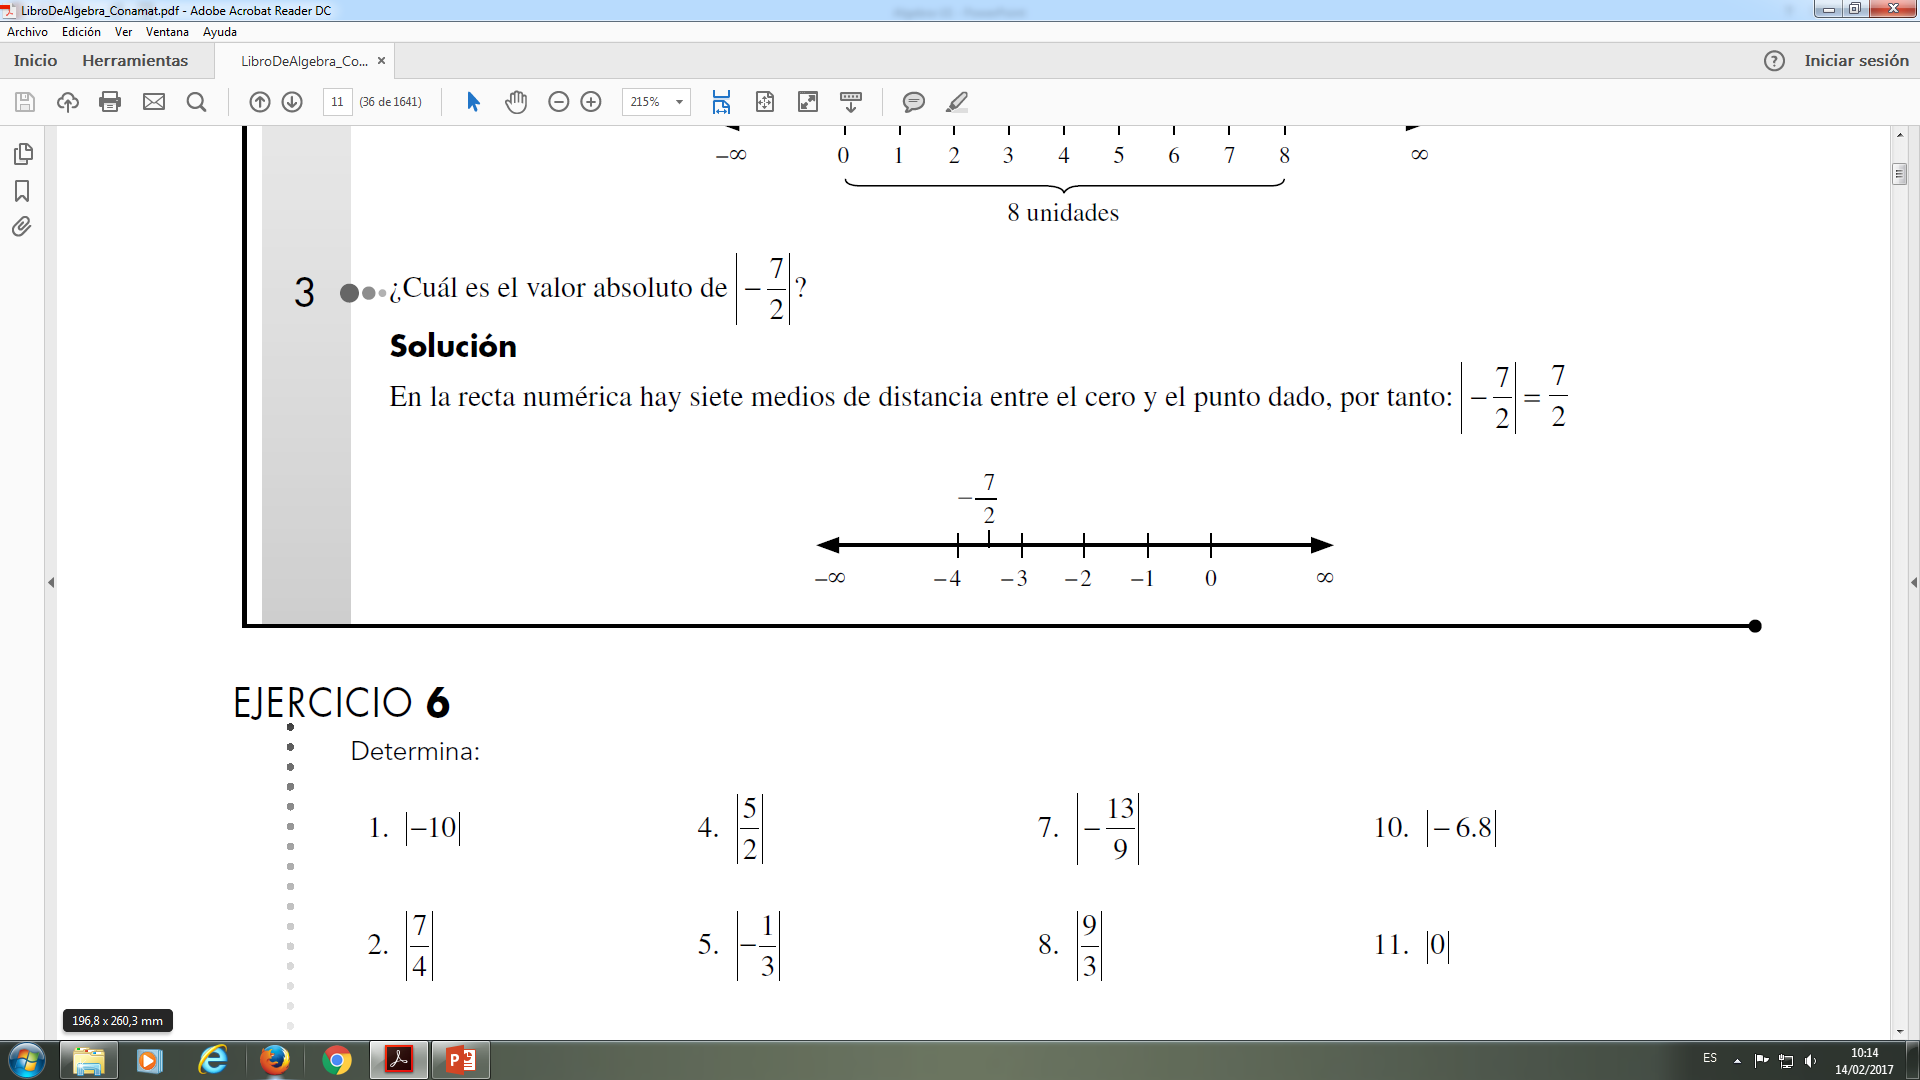 LibroDeAlgebra_Conamat.pdf - Adobe Acrobat Reader DC
Archivo Edición Ver Ventana Ayuda
Inicio Herramientas LibroDeAlgebra_Co... × ? Iniciar sesión
11 (36 de 1641) 215%
–∞ 0 1 2 3 4 5 6 7 8 ∞
8 unidades
3 ¿Cuál es el valor absoluto de |−7/2|?
Solución
En la recta numérica hay siete medios de distancia entre el cero y el punto dado, por tanto: |−7/2| = 7/2
−7/2
–∞ –4 –3 –2 –1 0 ∞
EJERCICIO 6
Determina:
1. |−10| 4. |5/2| 7. |−13/9| 10. |−6.8|
2. |7/4| 5. |−1/3| 8. |9/3| 11. |0|
196,8 x 260,3 mm
ES 10:14
14/02/2017